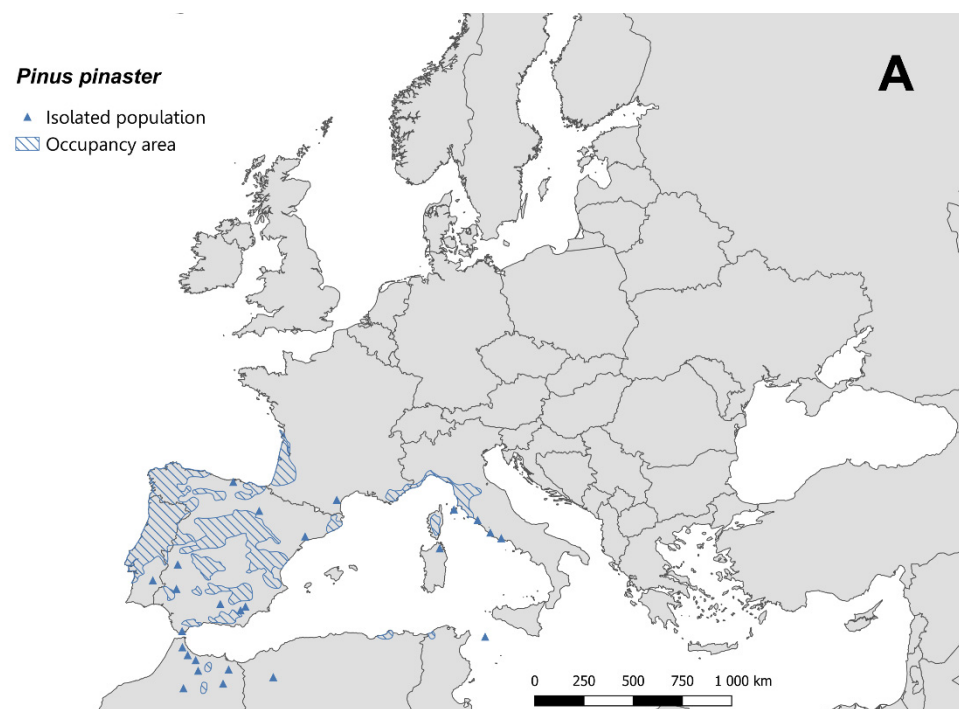 Pinus pinaster
A
Isolated population
Occupancy area
0 250 500 750 1 000 km